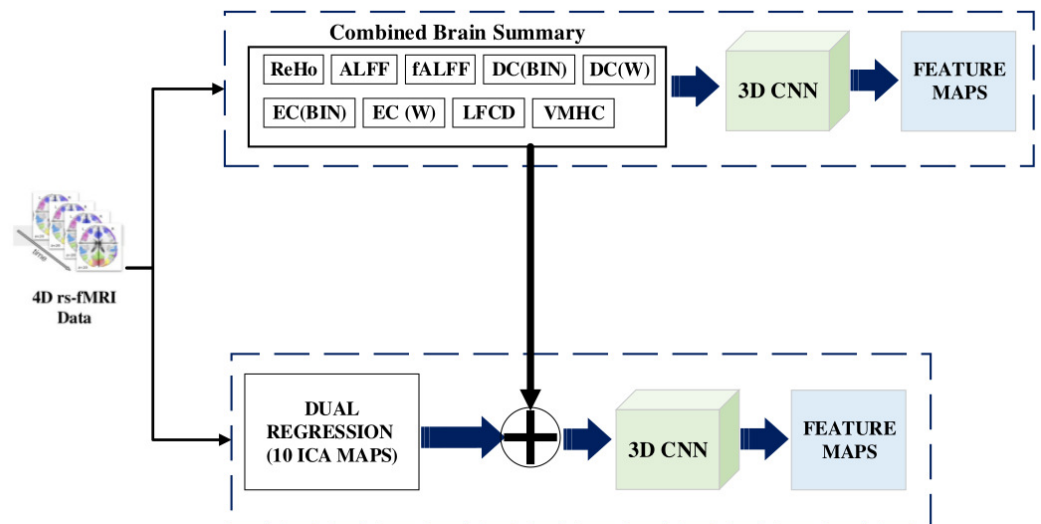 Combined Brain Summary
ReHo ALFF fALFF DC(BIN) DC(W)
EC(BIN) EC (W) LFCD VMHC
3D CNN
FEATURE
MAPS
time
4D rs-fMRI
Data
DUAL
REGRESSION
(10 ICA MAPS)
3D CNN
FEATURE
MAPS